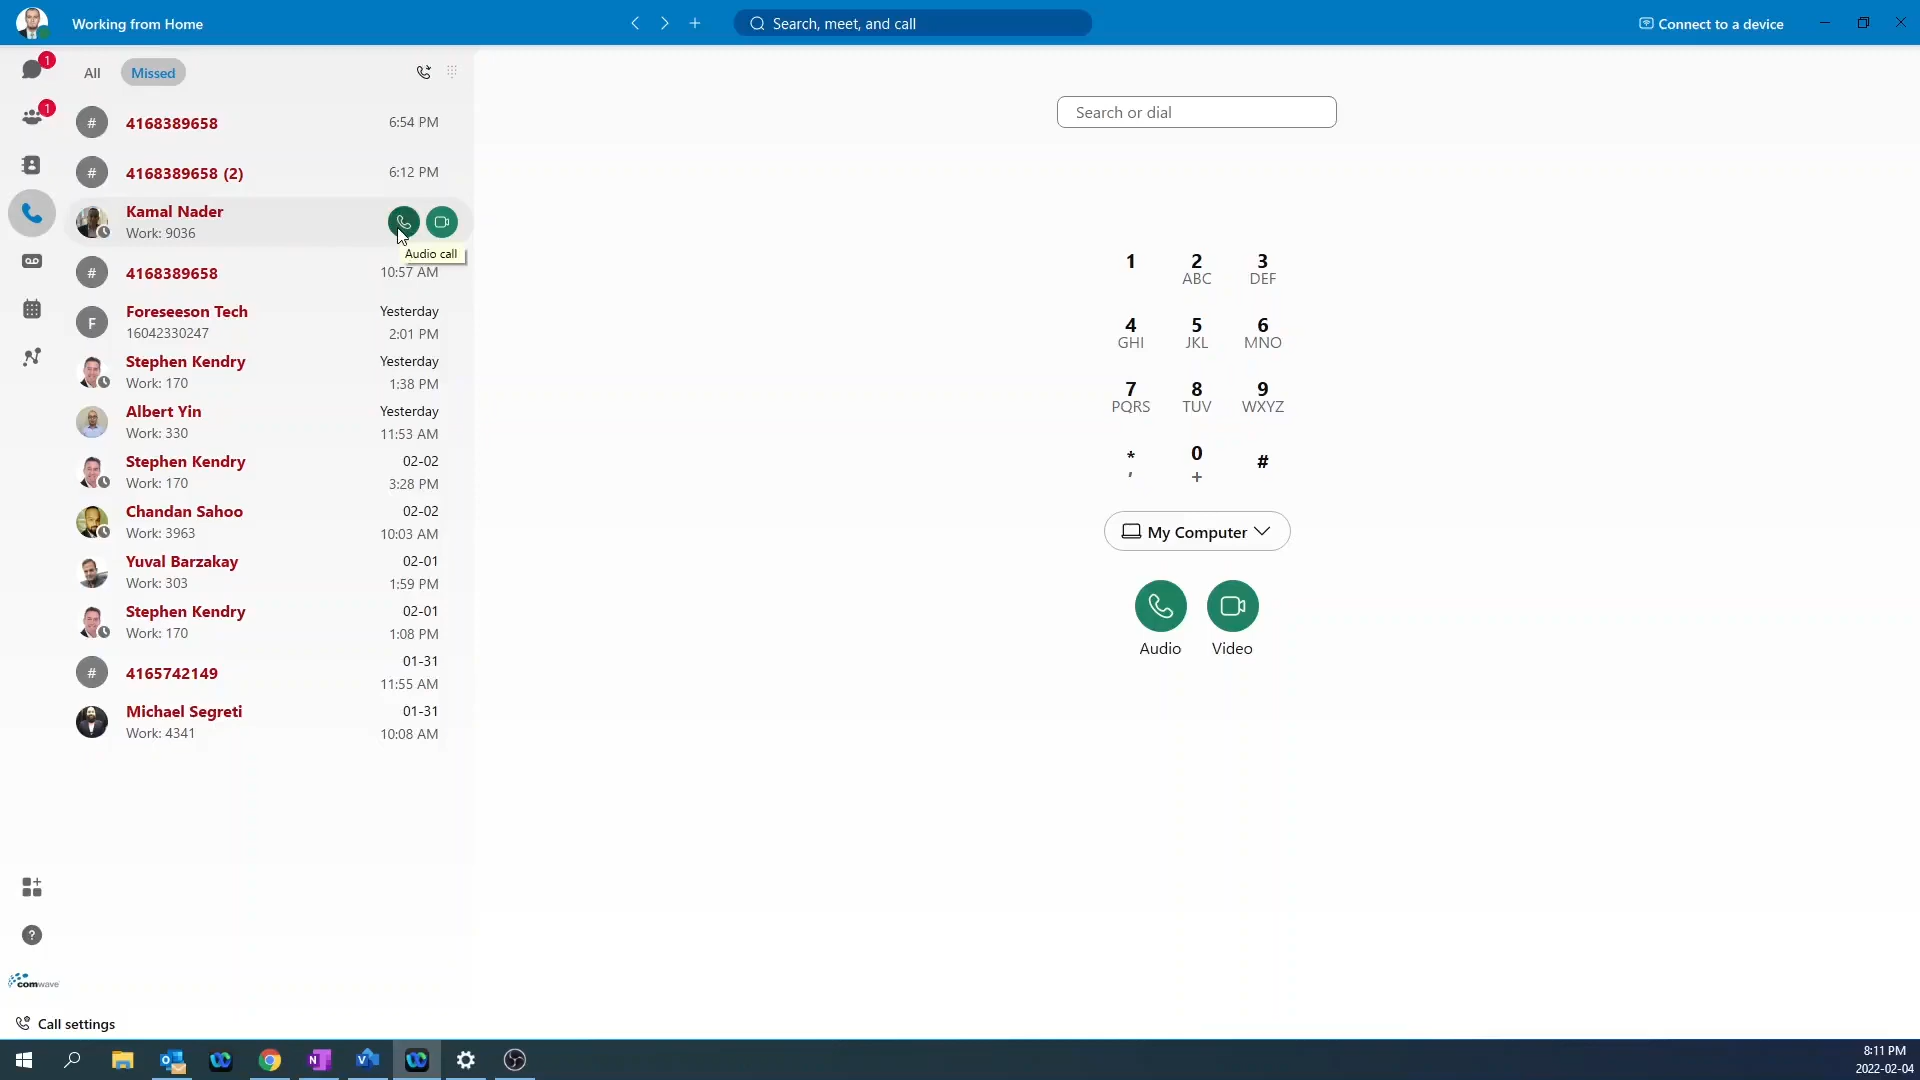 Working from Home
Search, meet, and call
Connect to a device
1
1
All
Missed
4168389658
6:54 PM
4168389658 (2)
6:12 PM
Kamal Nader
Work: 9036
Audio call
4168389658
10:57 AM
Foreseeson Tech
Yesterday
16042330247
2:01 PM
Stephen Kendry
Yesterday
Work: 170
1:38 PM
Albert Yin
Yesterday
Work: 330
11:53 AM
Stephen Kendry
02-02
Work: 170
3:28 PM
Chandan Sahoo
02-02
Work: 3963
10:03 AM
Yuval Barzakay
02-01
Work: 303
1:59 PM
Stephen Kendry
02-01
Work: 170
1:08 PM
4165742149
01-31
11:55 AM
Michael Segreti
01-31
Work: 4341
10:08 AM
comwave
Call settings
Search or dial
1 2 3
ABC DEF
4 5 6
GHI JKL MNO
7 8 9
PQRS TUV WXYZ
* 0 #
, +
My Computer
Audio
Video
8:11 PM
2022-02-04